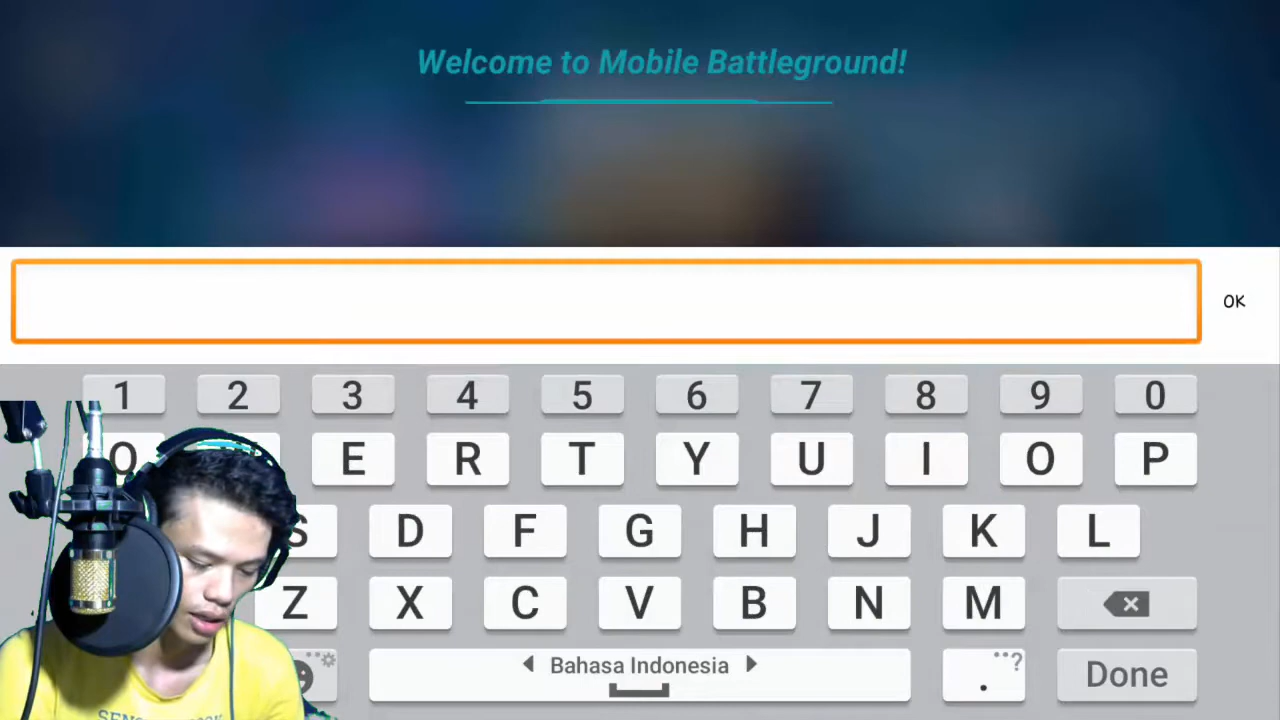 Welcome to Mobile Battleground!
OK
1 2 3 4 5 6 7 8 9 0
Q E R T Y U I O P
S D F G H J K L
Z X C V B N M
Bahasa Indonesia . ? Done